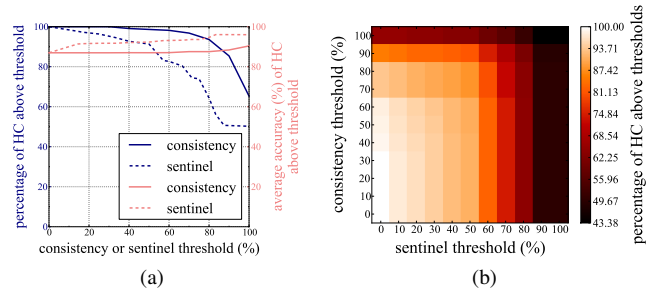 percentage of HC above threshold
100
80
60
40
20
0
0
20
40
60
80
100
consistency or sentinel threshold (%)
100
80
60
40
20
average accuracy (%) of HC
above threshold
consistency
sentinel
consistency
sentinel
(a)
consistency threshold (%)
100
90
80
70
60
50
40
30
20
10
0
0 10 20 30 40 50 60 70 80 90 100
sentinel threshold (%)
100.00
93.71
87.42
81.13
74.84
68.54
62.25
55.96
49.67
43.38
percentage of HC above thresholds
(b)